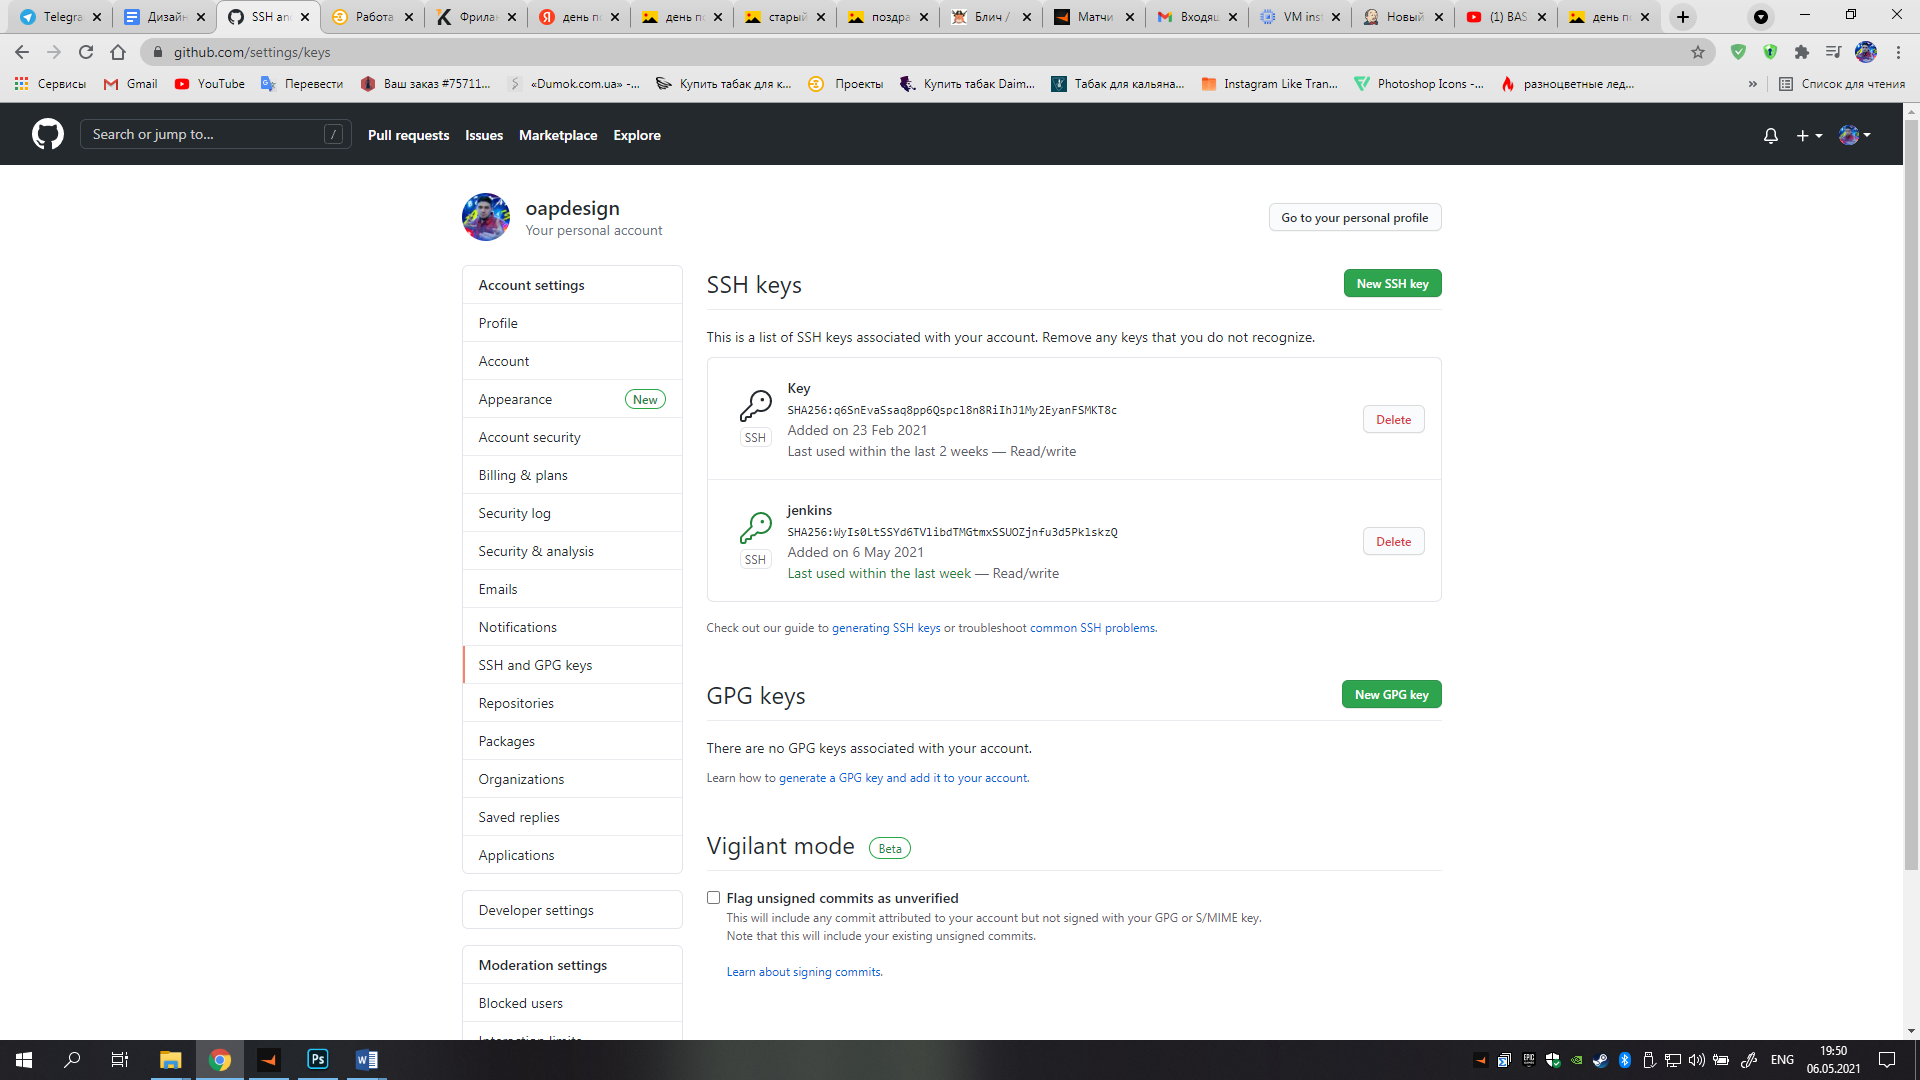 Telegra
Дизайн
SSH an
Работа
Фрилан
день п
день п
старый
поздра
Блич /
Матчи
Входящ
VM inst
Новый
(1) BAS
день п
github.com/settings/keys
Сервисы
Gmail
YouTube
Перевести
Ваш заказ #75711...
«Dumok.com.ua» -...
Купить табак для к...
Проекты
Купить табак Daim...
Табак для кальяна...
Instagram Like Tran...
Photoshop Icons -...
разноцветные лед...
»
Список для чтения
Search or jump to...
/
Pull requests
Issues
Marketplace
Explore
oapdesign
Your personal account
Go to your personal profile
Account settings
Profile
Account
Appearance
New
Account security
Billing & plans
Security log
Security & analysis
Emails
Notifications
SSH and GPG keys
Repositories
Packages
Organizations
Saved replies
Applications
Developer settings
Moderation settings
Blocked users
Interaction limits
SSH keys
New SSH key
This is a list of SSH keys associated with your account. Remove any keys that you do not recognize.
Key
SHA256:q6SnEvaSsaq8pp6Qspcl8n8RiIhJ1My2EyanFSMKT8c
Added on 23 Feb 2021
Last used within the last 2 weeks — Read/write
SSH
Delete
jenkins
SHA256:WyIs0LtSSYd6TVlibdTMGtmxSSUOZjnfu3d5PklskzQ
Added on 6 May 2021
Last used within the last week — Read/write
SSH
Delete
Check out our guide to generating SSH keys or troubleshoot common SSH problems.
GPG keys
New GPG key
There are no GPG keys associated with your account.
Learn how to generate a GPG key and add it to your account.
Vigilant mode
Beta
Flag unsigned commits as unverified
This will include any commit attributed to your account but not signed with your GPG or S/MIME key.
Note that this will include your existing unsigned commits.
Learn about signing commits.
Ps
ENG
19:50
06.05.2021